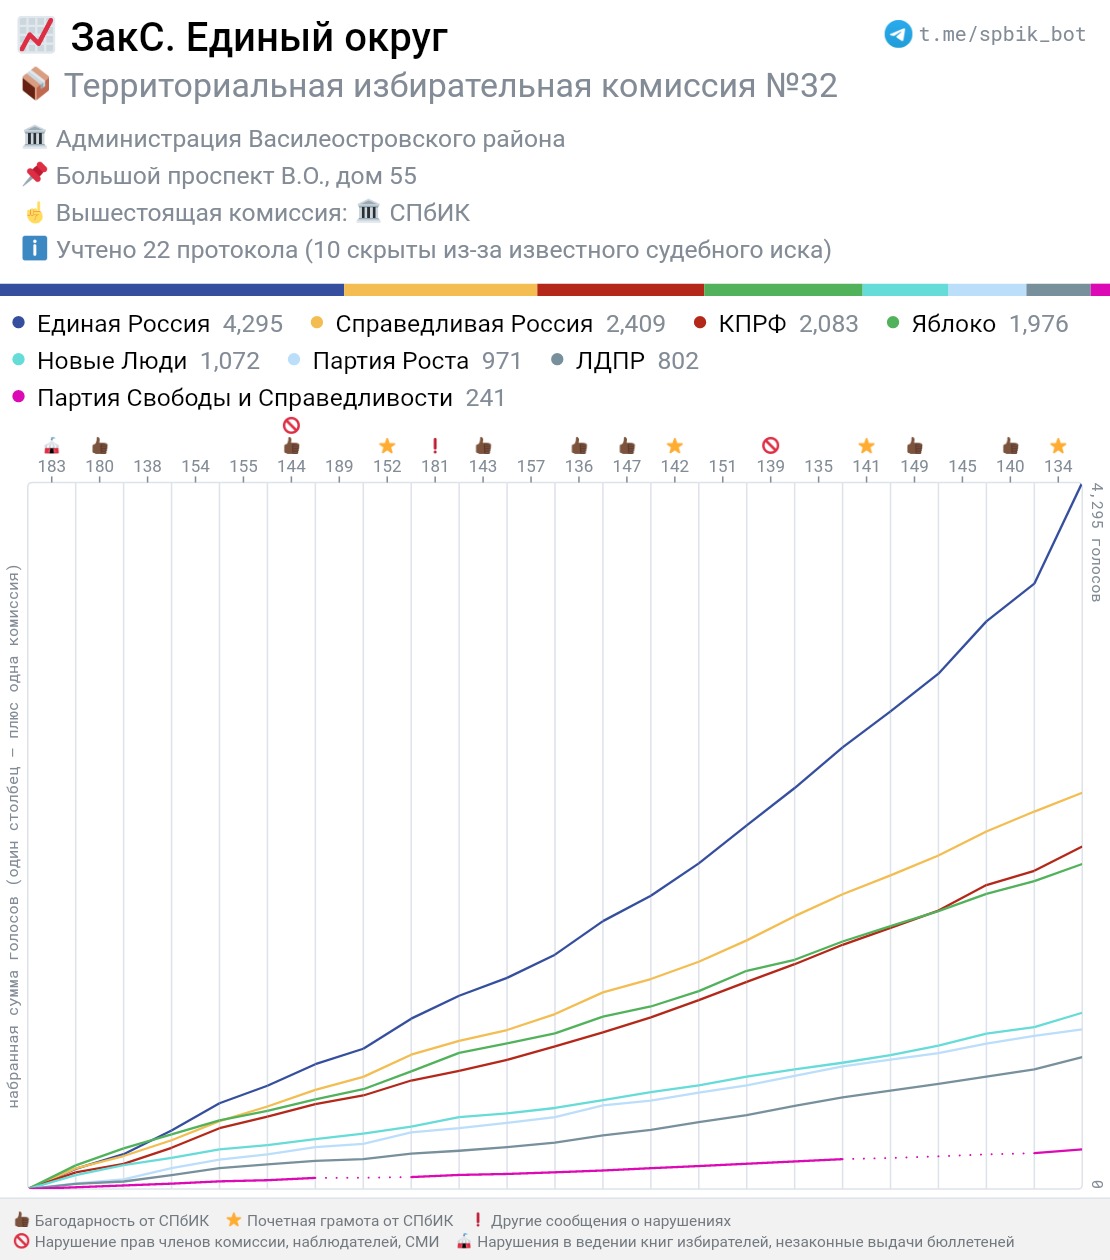 ЗакС. Единый округ
t.me/spbik_bot
Территориальная избирательная комиссия №32
Администрация Василеостровского района
Большой проспект В.О., дом 55
Вышестоящая комиссия: СПбИК
Учтено 22 протокола (10 скрыты из-за известного судебного иска)
Единая Россия 4,295 Справедливая Россия 2,409 КПРФ 2,083 Яблоко 1,976
Новые Люди 1,072 Партия Роста 971 ЛДПР 802
Партия Свободы и Справедливости 241
183 180 138 154 155 144 189 152 181 143 157 136 147 142 151 139 135 141 149 145 140 134
4,295 голосов
набранная сумма голосов (один столбец — плюс одна комиссия)
0
Багодарность от СПбИК Почетная грамота от СПбИК Другие сообщения о нарушениях
Нарушение прав членов комиссии, наблюдателей, СМИ Нарушения в ведении книг избирателей, незаконные выдачи бюллетеней